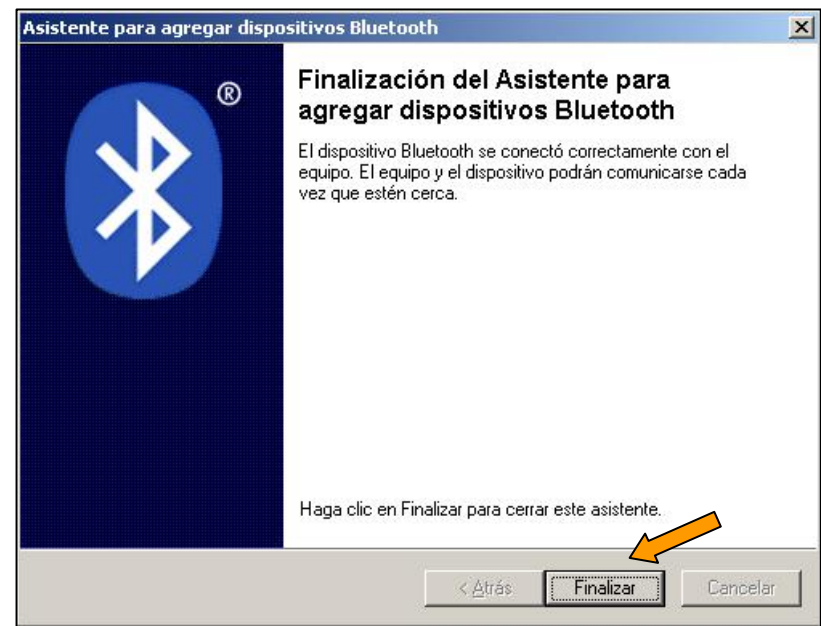 Asistente para agregar dispositivos Bluetooth
®
Finalización del Asistente para
agregar dispositivos Bluetooth
El dispositivo Bluetooth se conectó correctamente con el
equipo. El equipo y el dispositivo podrán comunicarse cada
vez que estén cerca.
Haga clic en Finalizar para cerrar este asistente.
< Atrás Finalizar Cancelar